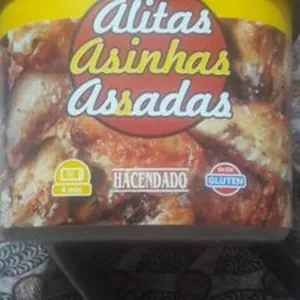 Alitas
Asinhas
Assadas
HACENDADO
GLUTEN